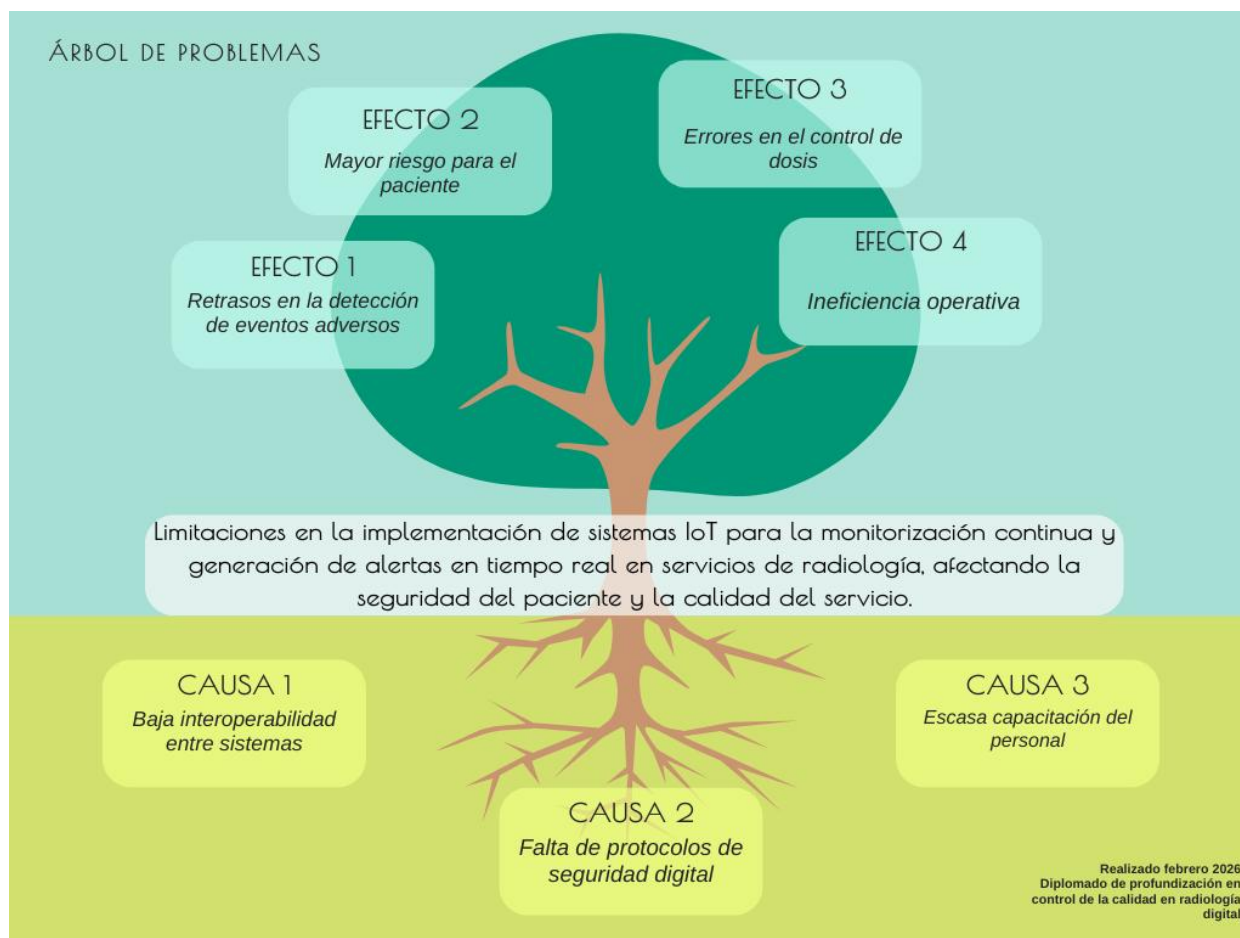 ÁRBOL DE PROBLEMAS
EFECTO 3
Errores en el control de
dosis
EFECTO 2
Mayor riesgo para el
paciente
EFECTO 4
Ineficiencia operativa
EFECTO 1
Retrasos en la detección
de eventos adversos
Limitaciones en la implementación de sistemas IoT para la monitorización continua y
generación de alertas en tiempo real en servicios de radiología, afectando la
seguridad del paciente y la calidad del servicio.
CAUSA 1
Baja interoperabilidad
entre sistemas
CAUSA 3
Escasa capacitación del
personal
CAUSA 2
Falta de protocolos de
seguridad digital
Realizado febrero 2026
Diplomado de profundización en
control de la calidad en radiología
digital